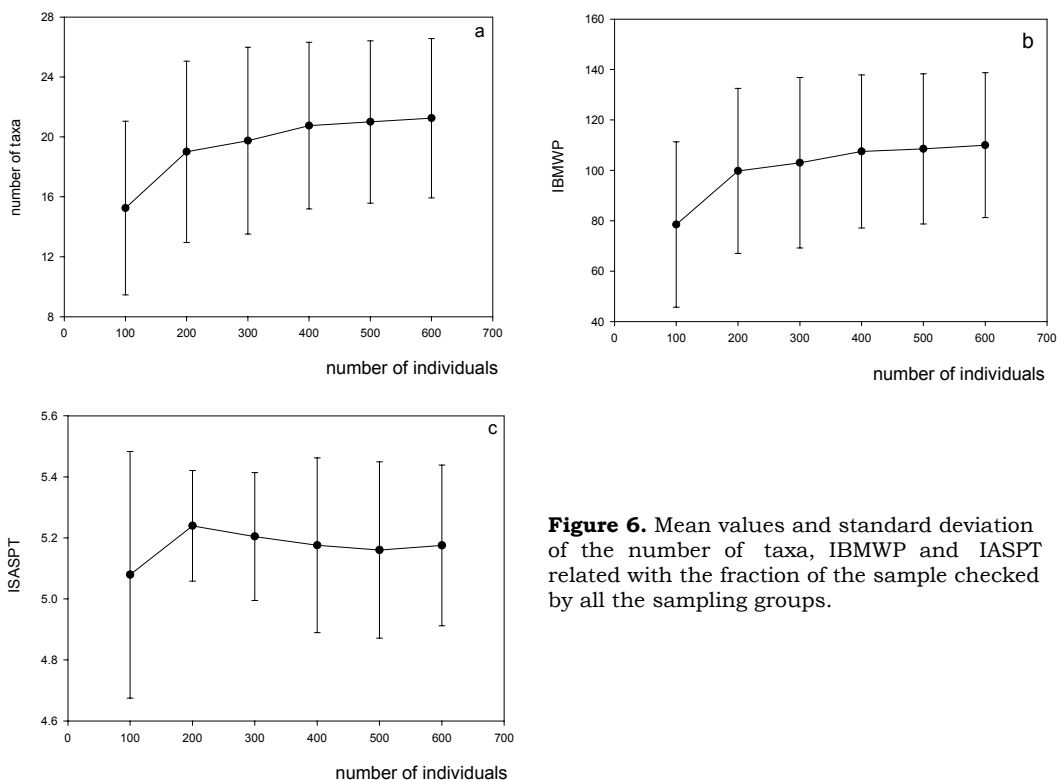 a
28
24
20
16
12
8
number of taxa
0 100 200 300 400 500 600 700
number of individuals
b
160
140
120
100
80
60
40
IBMWP
0 100 200 300 400 500 600 700
number of individuals
c
5.6
5.4
5.2
5.0
4.8
4.6
ISASPT
0 100 200 300 400 500 600 700
number of individuals
Figure 6. Mean values and standard deviation
of the number of taxa, IBMWP and IASPT
related with the fraction of the sample checked
by all the sampling groups.